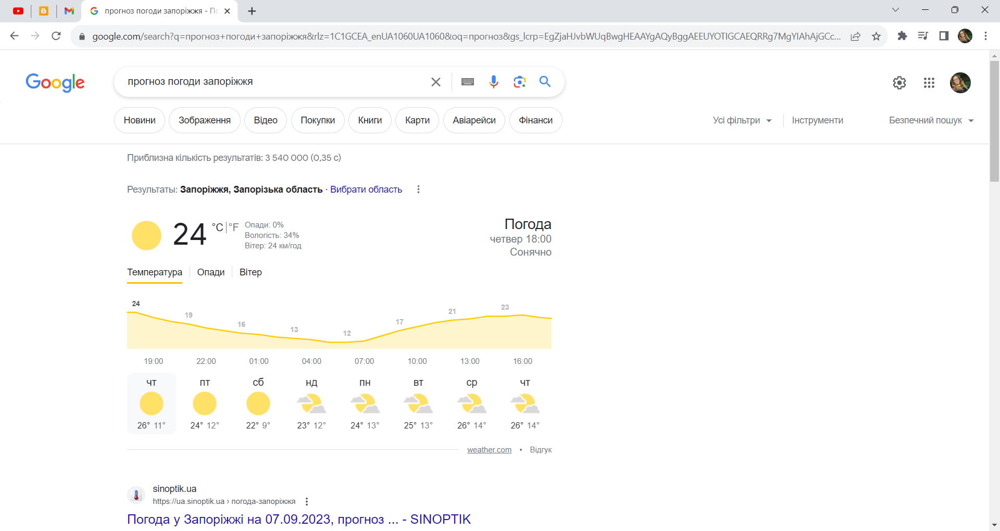 прогноз погоди запоріжжя - По
google.com/search?q=прогноз+погоди+запоріжжя&rlz=1C1GCEA_enUA1060UA1060&oq=прогноз&gs_lcrp=EgZjaHJvbWUqBwgHEAAYgAQyBggAEEUYOTIGCAEQRRg7MgYIAhAjGCc...
Google
прогноз погоди запоріжжя
Новини Зображення Відео Покупки Книги Карти Авіарейси Фінанси Усі фільтри Інструменти Безпечний пошук
Приблизна кількість результатів: 3 540 000 (0,35 с)
Результаты: Запоріжжя, Запорізька область · Вибрати область
24 °C | °F
Опади: 0%
Вологість: 34%
Вітер: 24 км/год
Погода
четвер 18:00
Сонячно
Температура Опади Вітер
24 19 16 13 12 17 21 23
19:00 22:00 01:00 04:00 07:00 10:00 13:00 16:00
чт пт сб нд пн вт ср чт
26° 11° 24° 12° 22° 9° 23° 12° 24° 13° 25° 13° 26° 14° 26° 14°
weather.com • Відгук
sinoptik.ua
https://ua.sinoptik.ua › погода-запоріжжя
Погода у Запоріжжі на 07.09.2023, прогноз ... - SINOPTIK